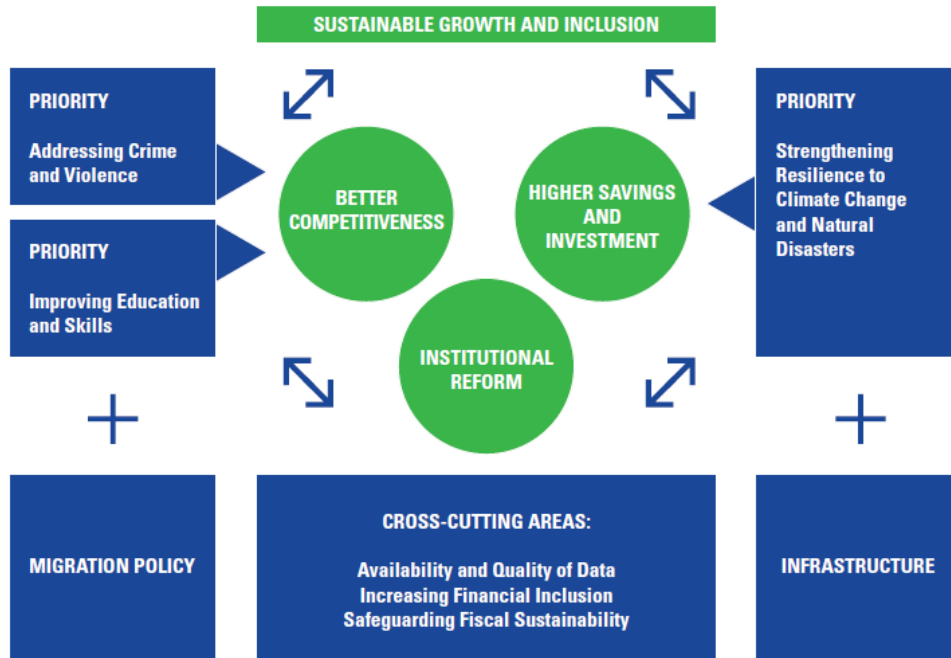 SUSTAINABLE GROWTH AND INCLUSION
PRIORITY
Addressing Crime
and Violence
PRIORITY
Improving Education
and Skills
BETTER
COMPETITIVENESS
HIGHER SAVINGS
AND
INVESTMENT
INSTITUTIONAL
REFORM
PRIORITY
Strengthening
Resilience to
Climate Change
and Natural
Disasters
MIGRATION POLICY
CROSS-CUTTING AREAS:
Availability and Quality of Data
Increasing Financial Inclusion
Safeguarding Fiscal Sustainability
INFRASTRUCTURE